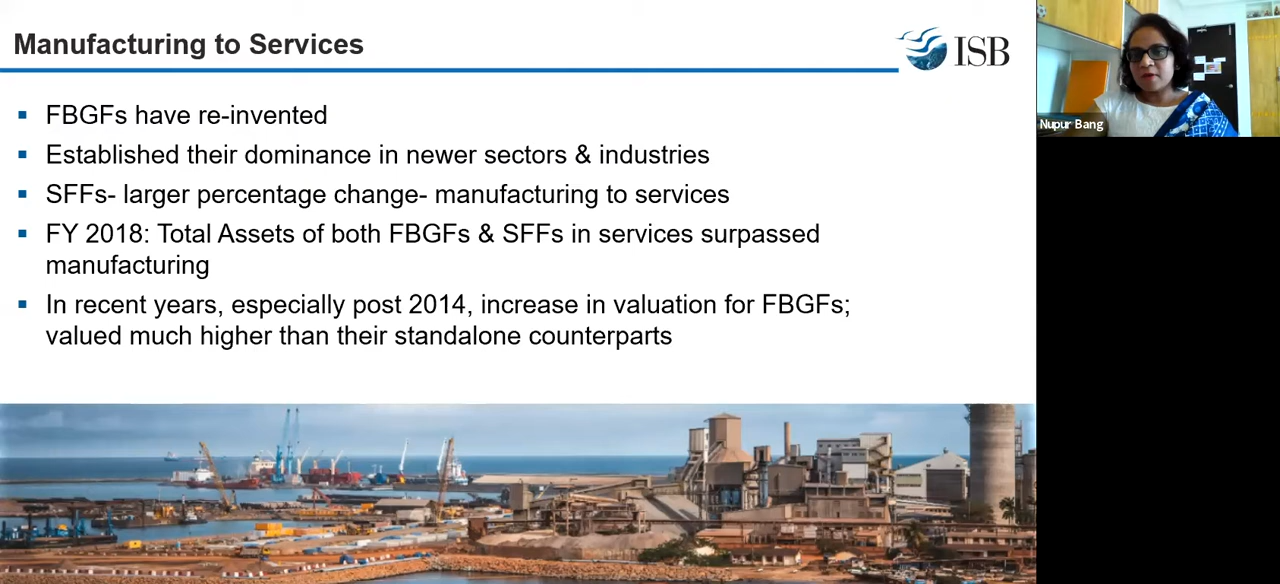 Manufacturing to Services
ISB
FBGFs have re-invented
Established their dominance in newer sectors & industries
SFFs- larger percentage change- manufacturing to services
FY 2018: Total Assets of both FBGFs & SFFs in services surpassed
manufacturing
In recent years, especially post 2014, increase in valuation for FBGFs;
valued much higher than their standalone counterparts
Nupur Bang